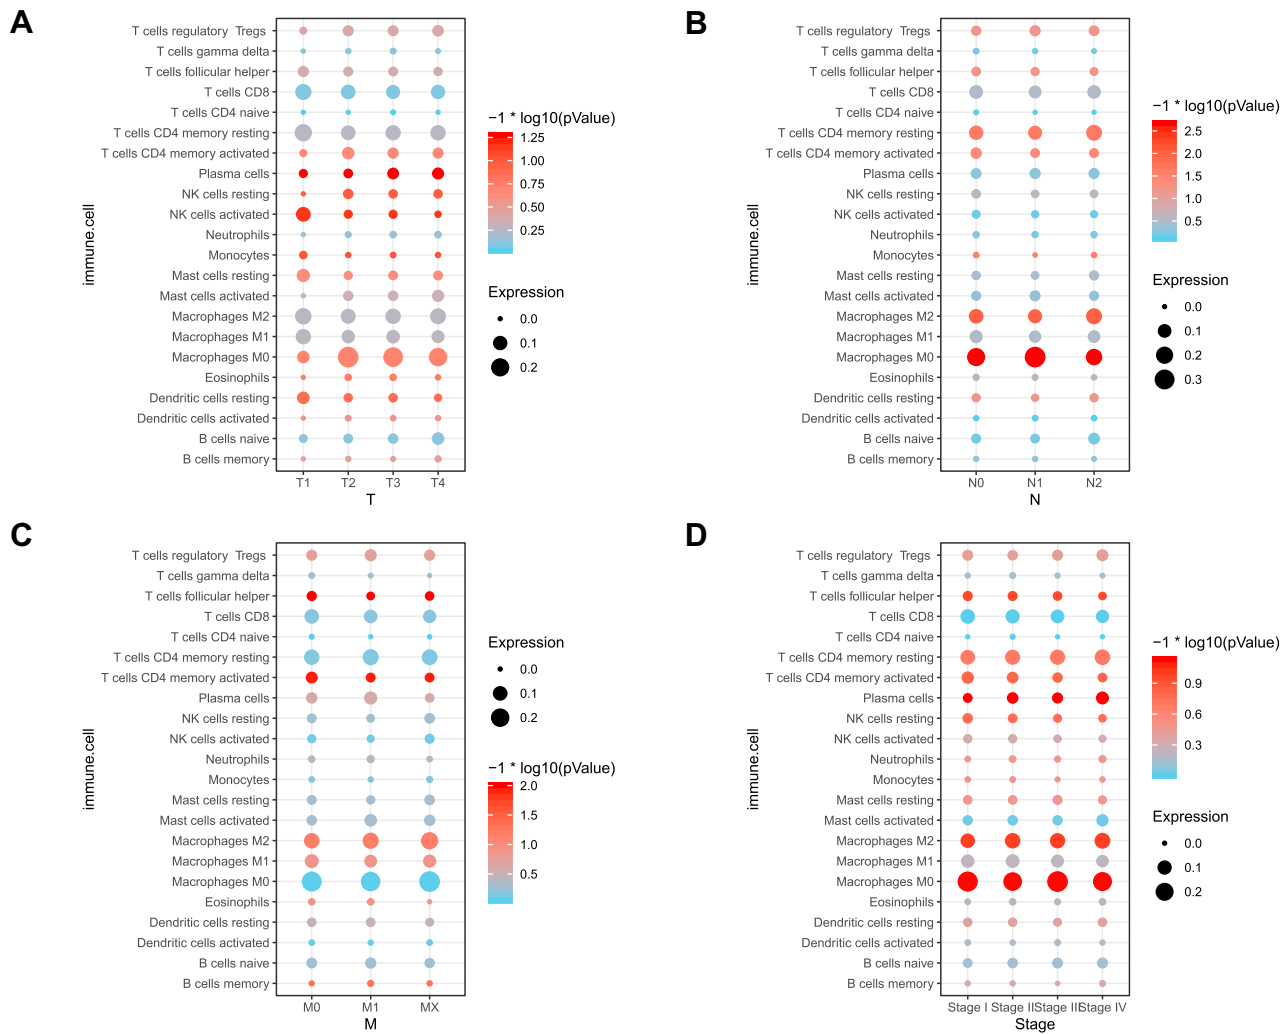 A
T cells regulatory  Tregs
T cells gamma delta
T cells follicular helper
T cells CD8
T cells CD4 naive
T cells CD4 memory resting
T cells CD4 memory activated
Plasma cells
NK cells resting
NK cells activated
Neutrophils
Monocytes
Mast cells resting
Mast cells activated
Macrophages M2
Macrophages M1
Macrophages M0
Eosinophils
Dendritic cells resting
Dendritic cells activated
B cells naive
B cells memory
immune.cell
T1 T2 T3 T4
T
−1 * log10(pValue)
1.25
1.00
0.75
0.50
0.25
Expression
0.0
0.1
0.2
B
T cells regulatory  Tregs
T cells gamma delta
T cells follicular helper
T cells CD8
T cells CD4 naive
T cells CD4 memory resting
T cells CD4 memory activated
Plasma cells
NK cells resting
NK cells activated
Neutrophils
Monocytes
Mast cells resting
Mast cells activated
Macrophages M2
Macrophages M1
Macrophages M0
Eosinophils
Dendritic cells resting
Dendritic cells activated
B cells naive
B cells memory
immune.cell
N0 N1 N2
N
−1 * log10(pValue)
2.5
2.0
1.5
1.0
0.5
Expression
0.0
0.1
0.2
0.3
C
T cells regulatory  Tregs
T cells gamma delta
T cells follicular helper
T cells CD8
T cells CD4 naive
T cells CD4 memory resting
T cells CD4 memory activated
Plasma cells
NK cells resting
NK cells activated
Neutrophils
Monocytes
Mast cells resting
Mast cells activated
Macrophages M2
Macrophages M1
Macrophages M0
Eosinophils
Dendritic cells resting
Dendritic cells activated
B cells naive
B cells memory
immune.cell
M0 M1 MX
M
Expression
0.0
0.1
0.2
−1 * log10(pValue)
2.0
1.5
1.0
0.5
D
T cells regulatory  Tregs
T cells gamma delta
T cells follicular helper
T cells CD8
T cells CD4 naive
T cells CD4 memory resting
T cells CD4 memory activated
Plasma cells
NK cells resting
NK cells activated
Neutrophils
Monocytes
Mast cells resting
Mast cells activated
Macrophages M2
Macrophages M1
Macrophages M0
Eosinophils
Dendritic cells resting
Dendritic cells activated
B cells naive
B cells memory
immune.cell
Stage I Stage II Stage III Stage IV
Stage
−1 * log10(pValue)
0.9
0.6
0.3
Expression
0.0
0.1
0.2